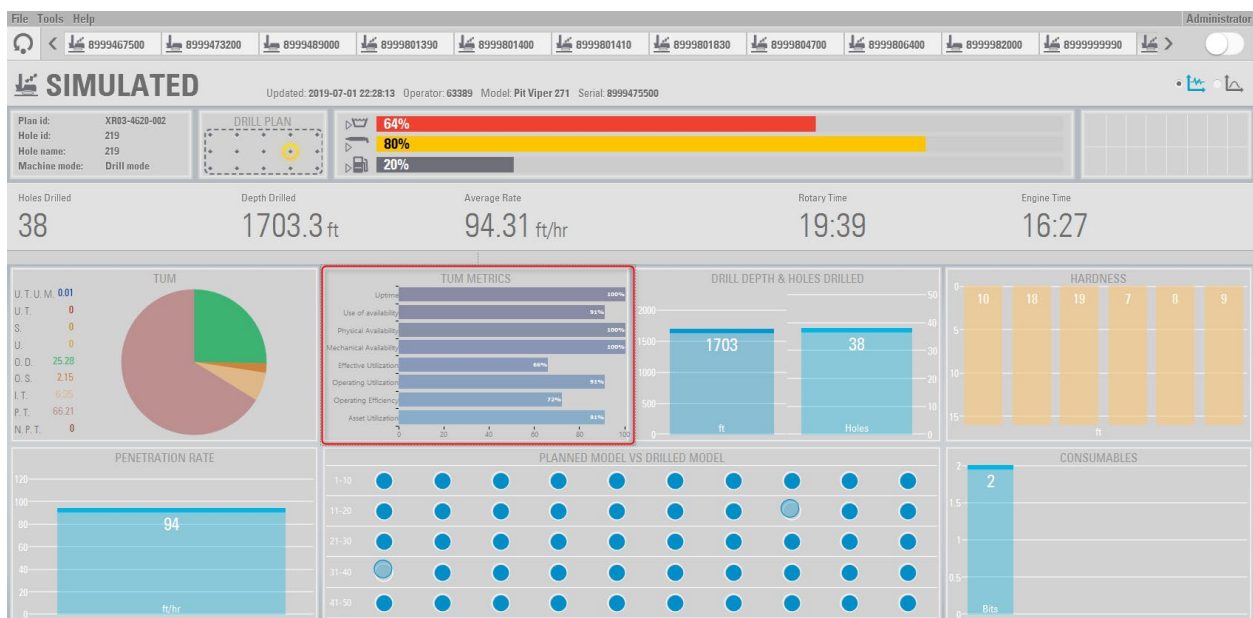 File Tools Help Administrator
8999467500 8999473200 8999489000 8999801390 8999801400 8999801410 8999801830 8999804700 8999806400 8999982000 8999999990
SIMULATED
Updated: 2019-07-01 22:28:13 Operator: 63389 Model: Pit Viper 271 Serial: 8999475500
Plan id: XR03-4620-002
Hole id: 219
Hole name: 219
Machine mode: Drill mode
DRILL PLAN
64%
80%
20%
Holes Drilled
38
Depth Drilled
1703.3 ft
Average Rate
94.31 ft/hr
Rotary Time
19:39
Engine Time
16:27
TUM
U. T. U. M. 0.01
U. T. 0
S. 0
U. 0
O. D. 25.28
O. S. 2.15
I. T. 6.35
P. T. 66.21
N. P. T. 0
TUM METRICS
Uptime 100%
Use of availability 91%
Physical Availability 100%
Mechanical Availability 100%
Effective Utilization 66%
Operating Utilization 91%
Operating Efficiency 72%
Asset Utilization 91%
0 20 40 60 80 100
DRILL DEPTH & HOLES DRILLED
2000
1500
1000
500
0
1703
ft
38
Holes
50
40
30
20
10
0
HARDNESS
0
5
10
15
10 18 19 7 8 9
ft
PENETRATION RATE
120
100
80
60
40
20
0
94
ft/hr
PLANNED MODEL VS DRILLED MODEL
1-10
11-20
21-30
31-40
41-50
CONSUMABLES
2
1.5
1
0.5
0
2
Bits